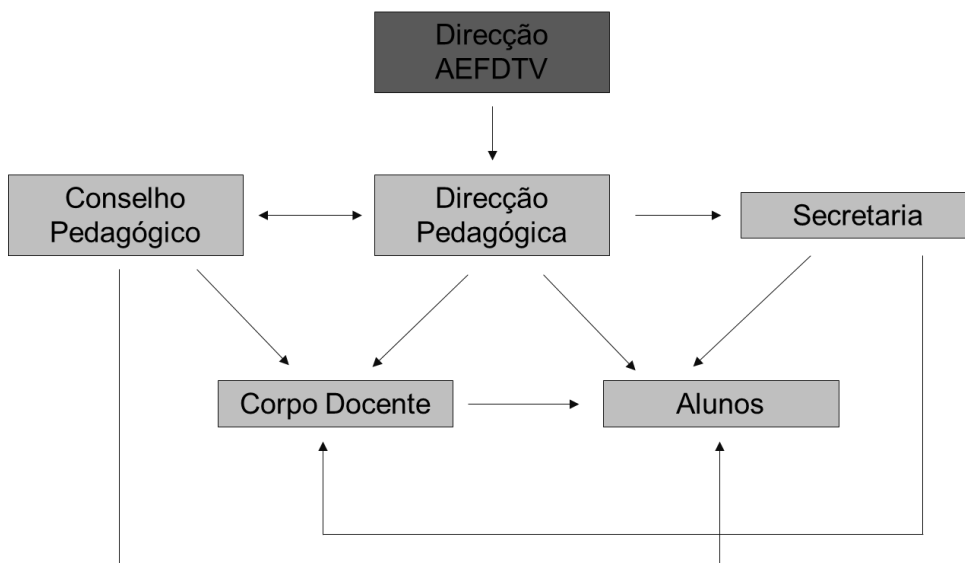 Direcção
AEFDTV
Conselho
Pedagógico
Direcção
Pedagógica
Secretaria
Corpo Docente
Alunos